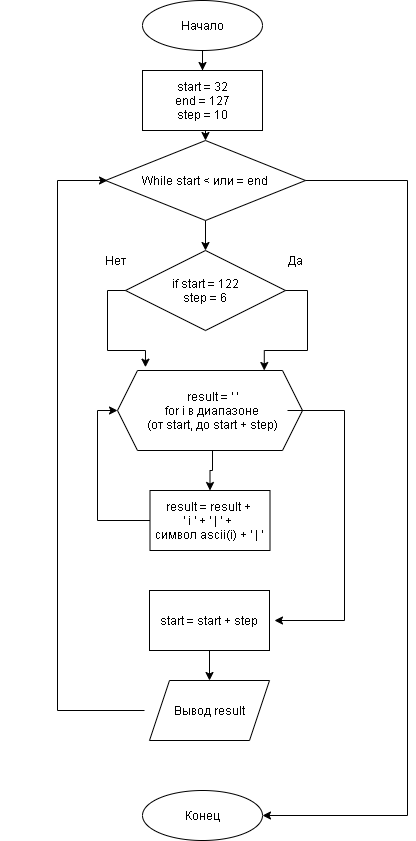 Начало
start = 32
end = 127
step = 10
While start < или = end
Нет
Да
if start = 122
step = 6
result = ' '
for i в диапазоне
(от start, до start + step)
result = result +
' i ' + ' | ' +
символ ascii(i) + ' | '
start = start + step
Вывод result
Конец